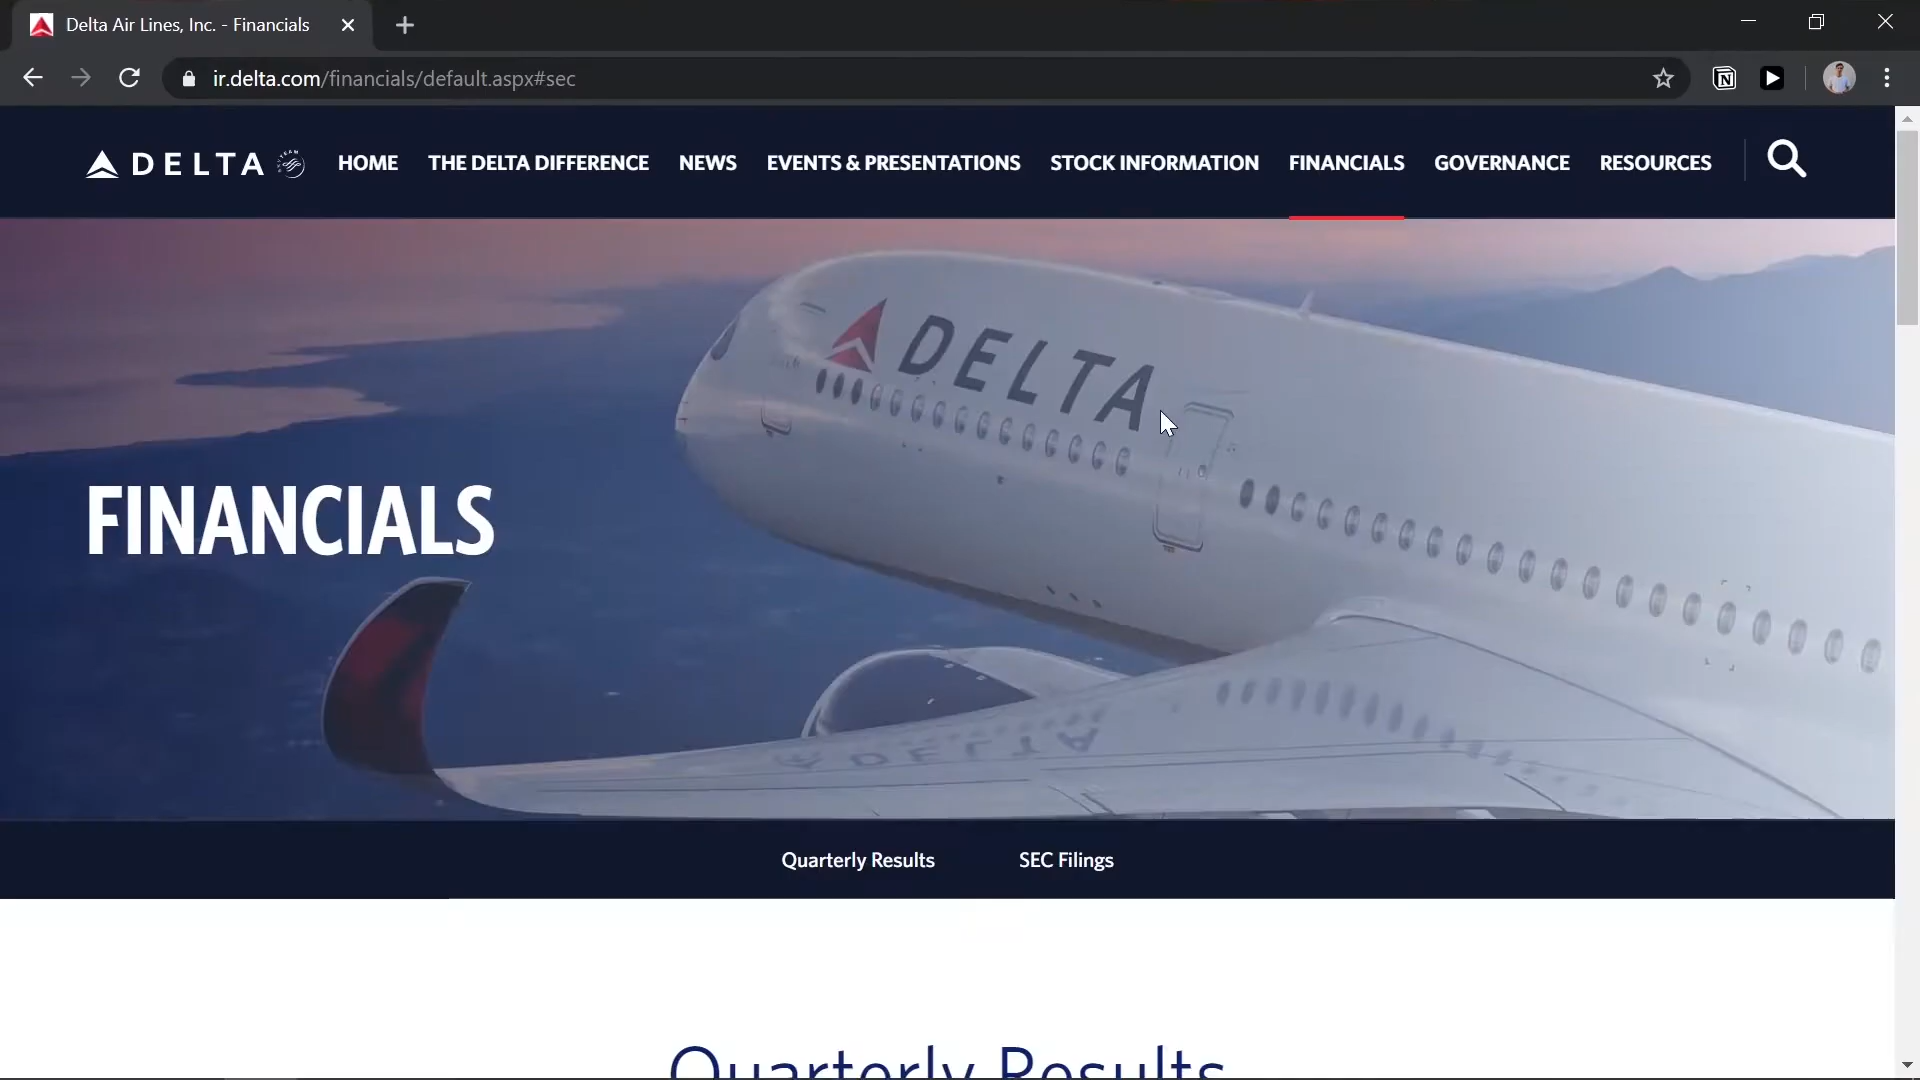 Delta Air Lines, Inc. - Financials
ir.delta.com/financials/default.aspx#sec
DELTA HOME THE DELTA DIFFERENCE NEWS EVENTS & PRESENTATIONS STOCK INFORMATION FINANCIALS GOVERNANCE RESOURCES
DELTA
FINANCIALS
DELTA
Quarterly Results SEC Filings
Quarterly Results